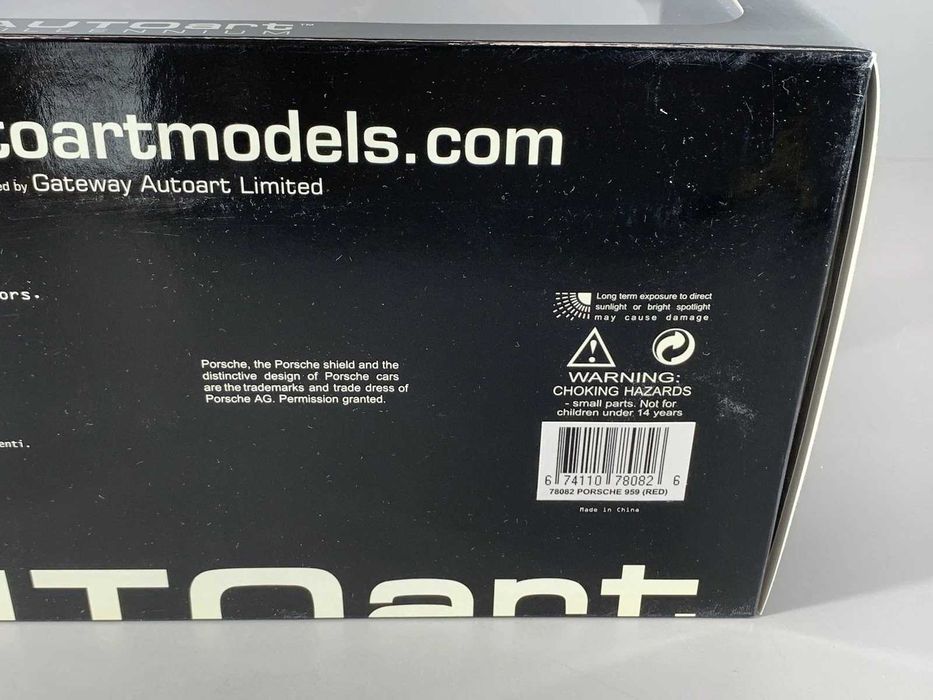 AUTOart™
MILLENNIUM
toartmodels.com
ed by Gateway Autoart Limited
ors.
Long term exposure to direct
sunlight or bright spotlight
may cause damage.
Porsche, the Porsche shield and the
distinctive design of Porsche cars
are the trademarks and trade dress of
Porsche AG. Permission granted.
WARNING:
CHOKING HAZARDS
- small parts. Not for
children under 14 years
enti.
6 74110 78082 6
78082 PORSCHE 959 (RED)
Made in China
UTOart